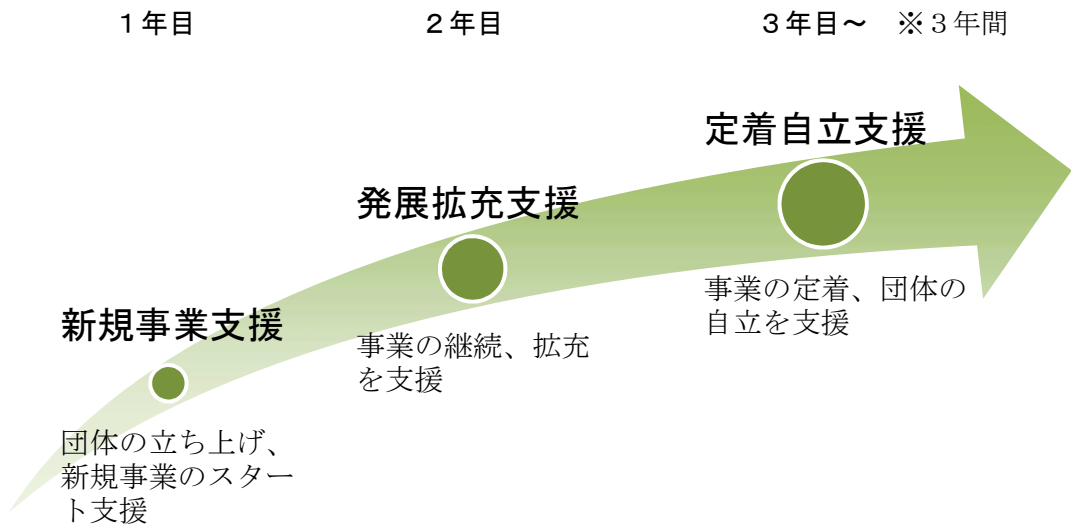 １年目
２年目
３年目～　※３年間
新規事業支援
団体の立ち上げ、
新規事業のスター
ト支援
発展拡充支援
事業の継続、拡充
を支援
定着自立支援
事業の定着、団体の
自立を支援